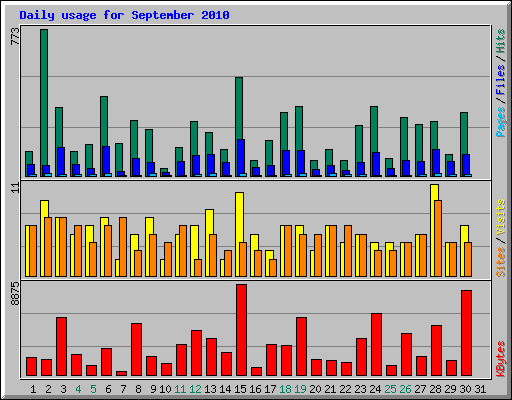 Daily usage for September 2010
773
Pages / Files / Hits
11
Sites / Visits
8875
KBytes
1 2 3 4 5 6 7 8 9 10 11 12 13 14 15 16 17 18 19 20 21 22 23 24 25 26 27 28 29 30 31